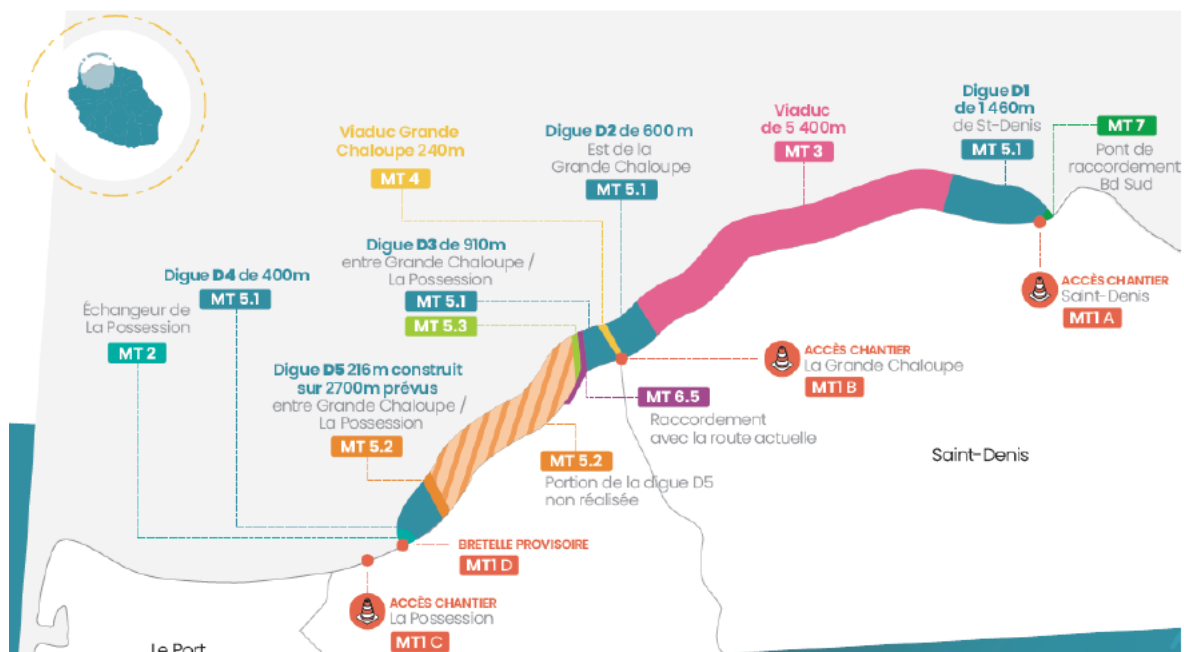 Digue D1
de 1 460m
de St-Denis
MT 5.1
MT 7
Pont de
raccordement
Bd Sud
Viaduc
de 5 400m
MT 3
Digue D2 de 600 m
Est de la
Grande Chaloupe
MT 5.1
Viaduc Grande
Chaloupe 240m
MT 4
Digue D3 de 910m
entre Grande Chaloupe /
La Possession
MT 5.1
MT 5.3
Digue D4 de 400m
MT 5.1
Échangeur de
La Possession
MT 2
Digue D5 216 m construit
sur 2700m prévus
entre Grande Chaloupe /
La Possession
MT 5.2
ACCÈS CHANTIER
Saint-Denis
MT1 A
ACCÈS CHANTIER
La Grande Chaloupe
MT1 B
MT 6.5
Raccordement
avec la route actuelle
MT 5.2
Portion de la digue D5
non réalisée
Saint-Denis
BRETELLE PROVISOIRE
MT1 D
ACCÈS CHANTIER
La Possession
MT1 C
Le Port